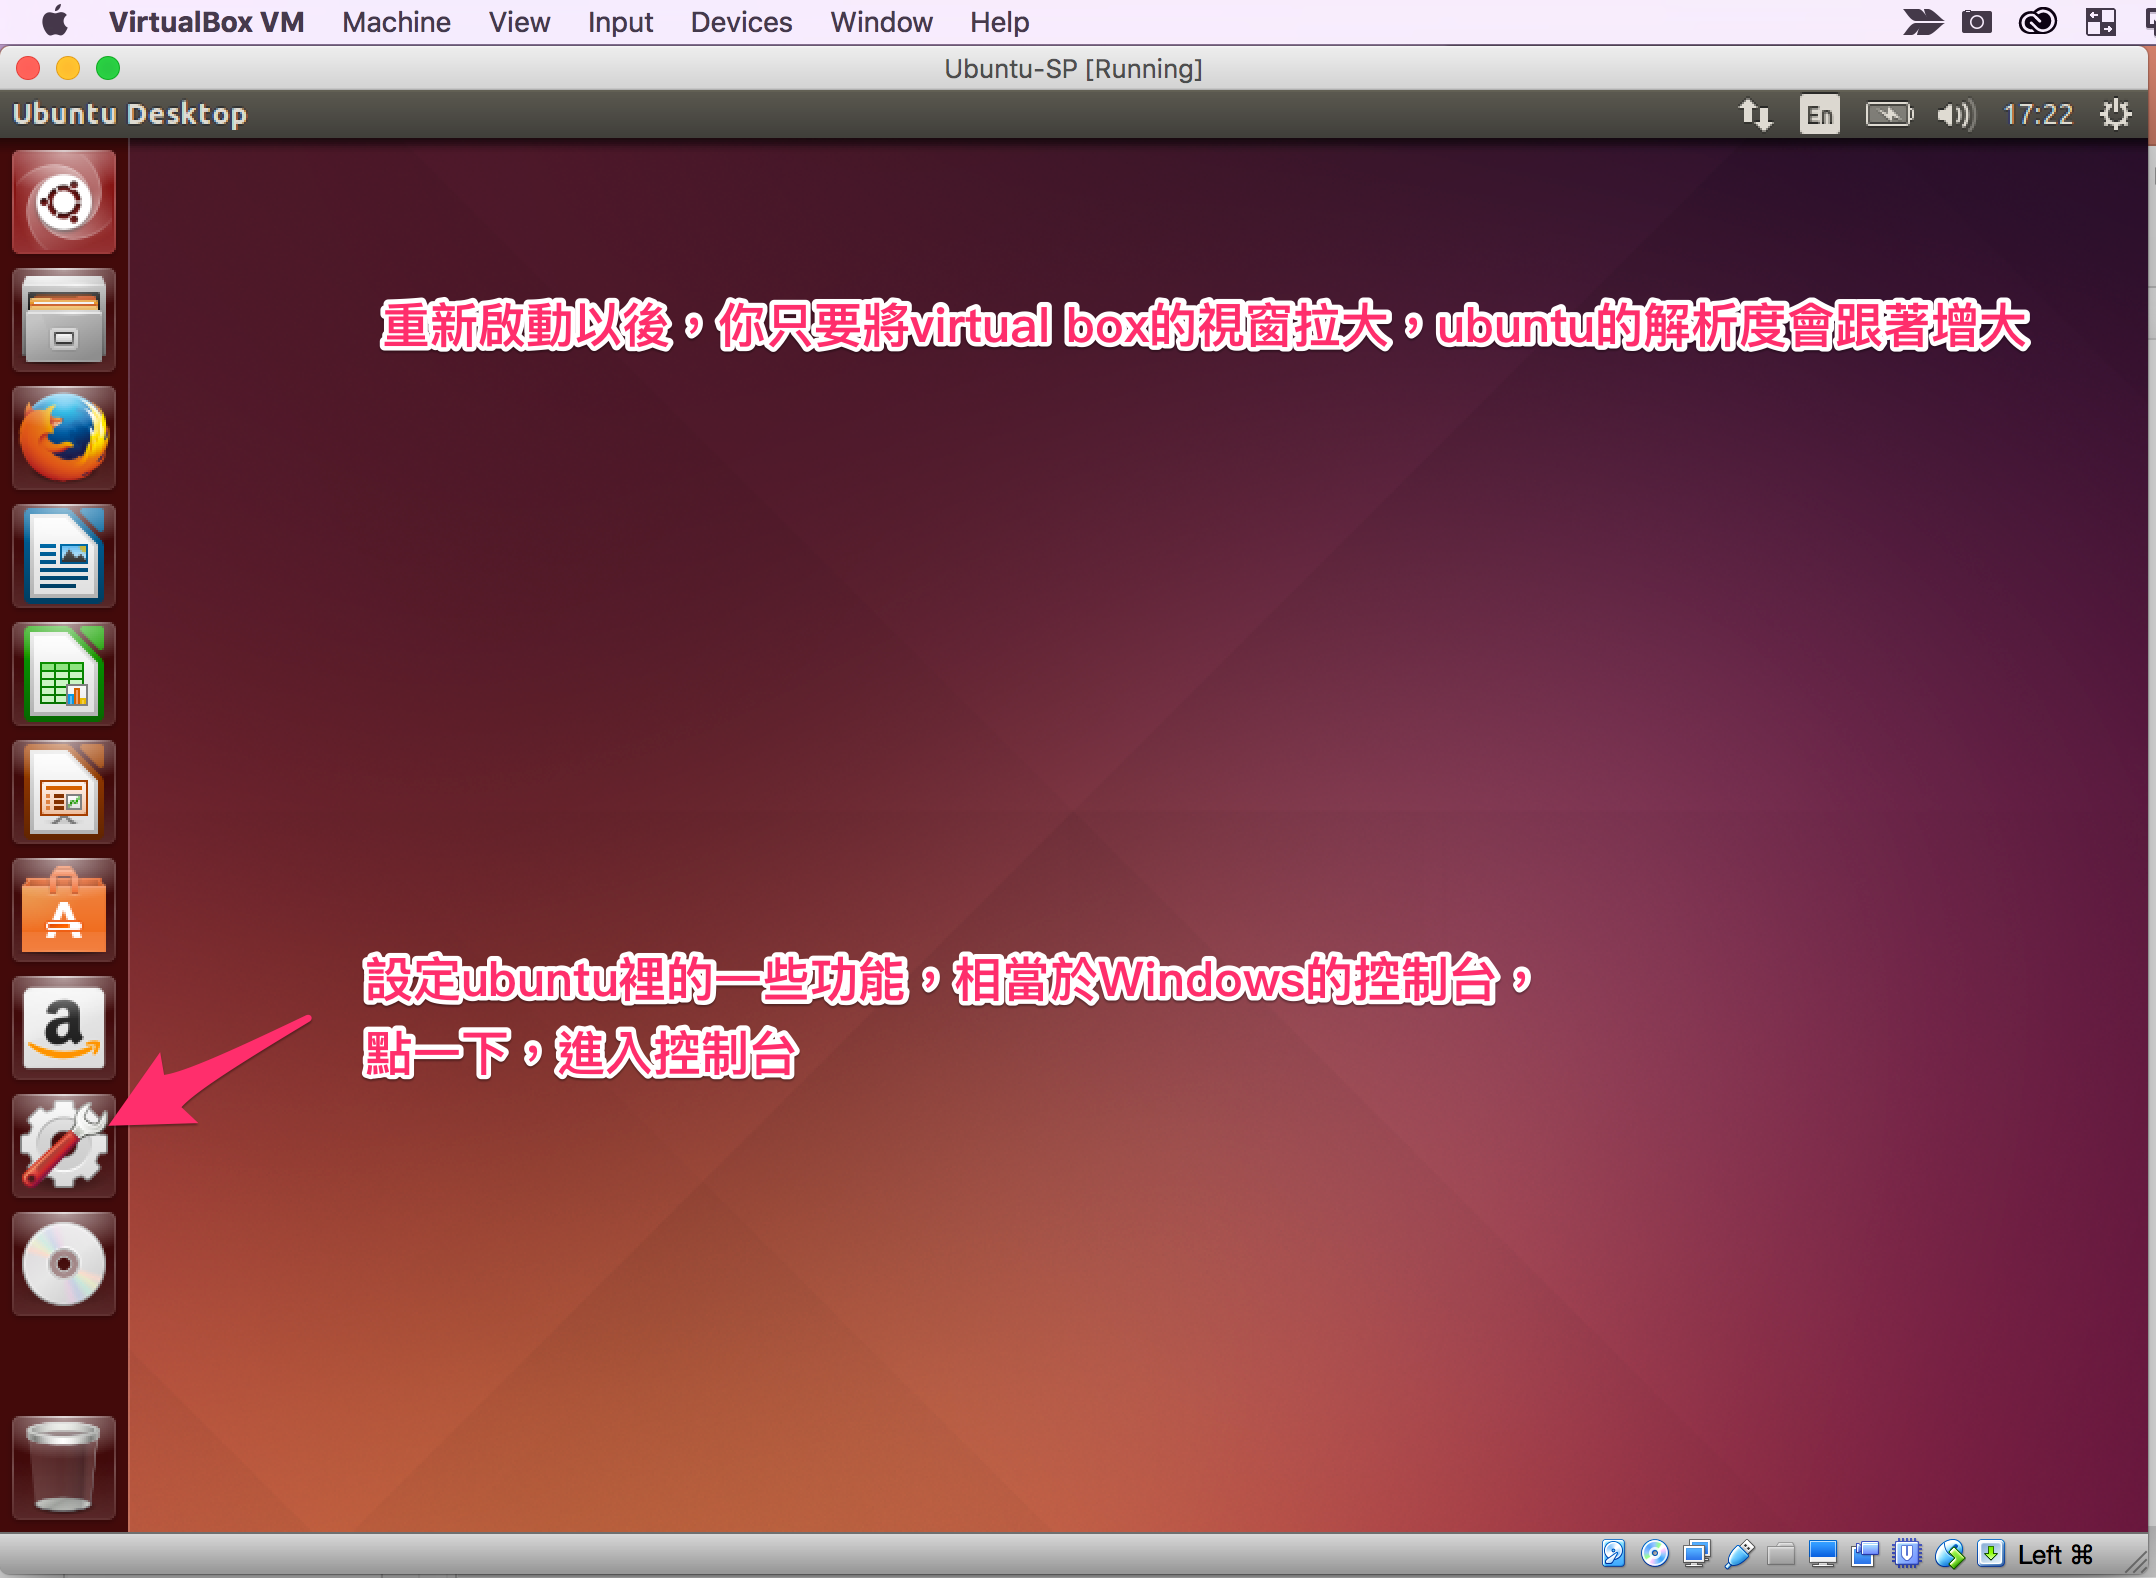 VirtualBox VM Machine View Input Devices Window Help
Ubuntu-SP [Running]
Ubuntu Desktop En 17:22
重新啟動以後，你只要將virtual box的視窗拉大，ubuntu的解析度會跟著增大
設定ubuntu裡的一些功能，相當於Windows的控制台，
點一下，進入控制台
Left ⌘